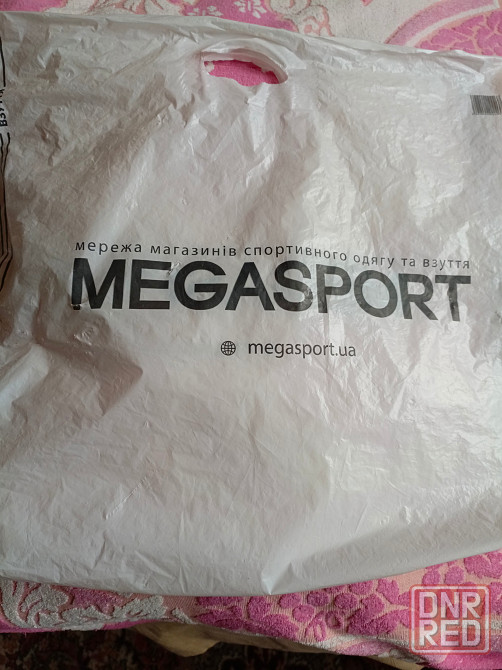 мережа магазинів спортивного одягу та взуття
MEGASPORT
megasport.ua
DNR
RED